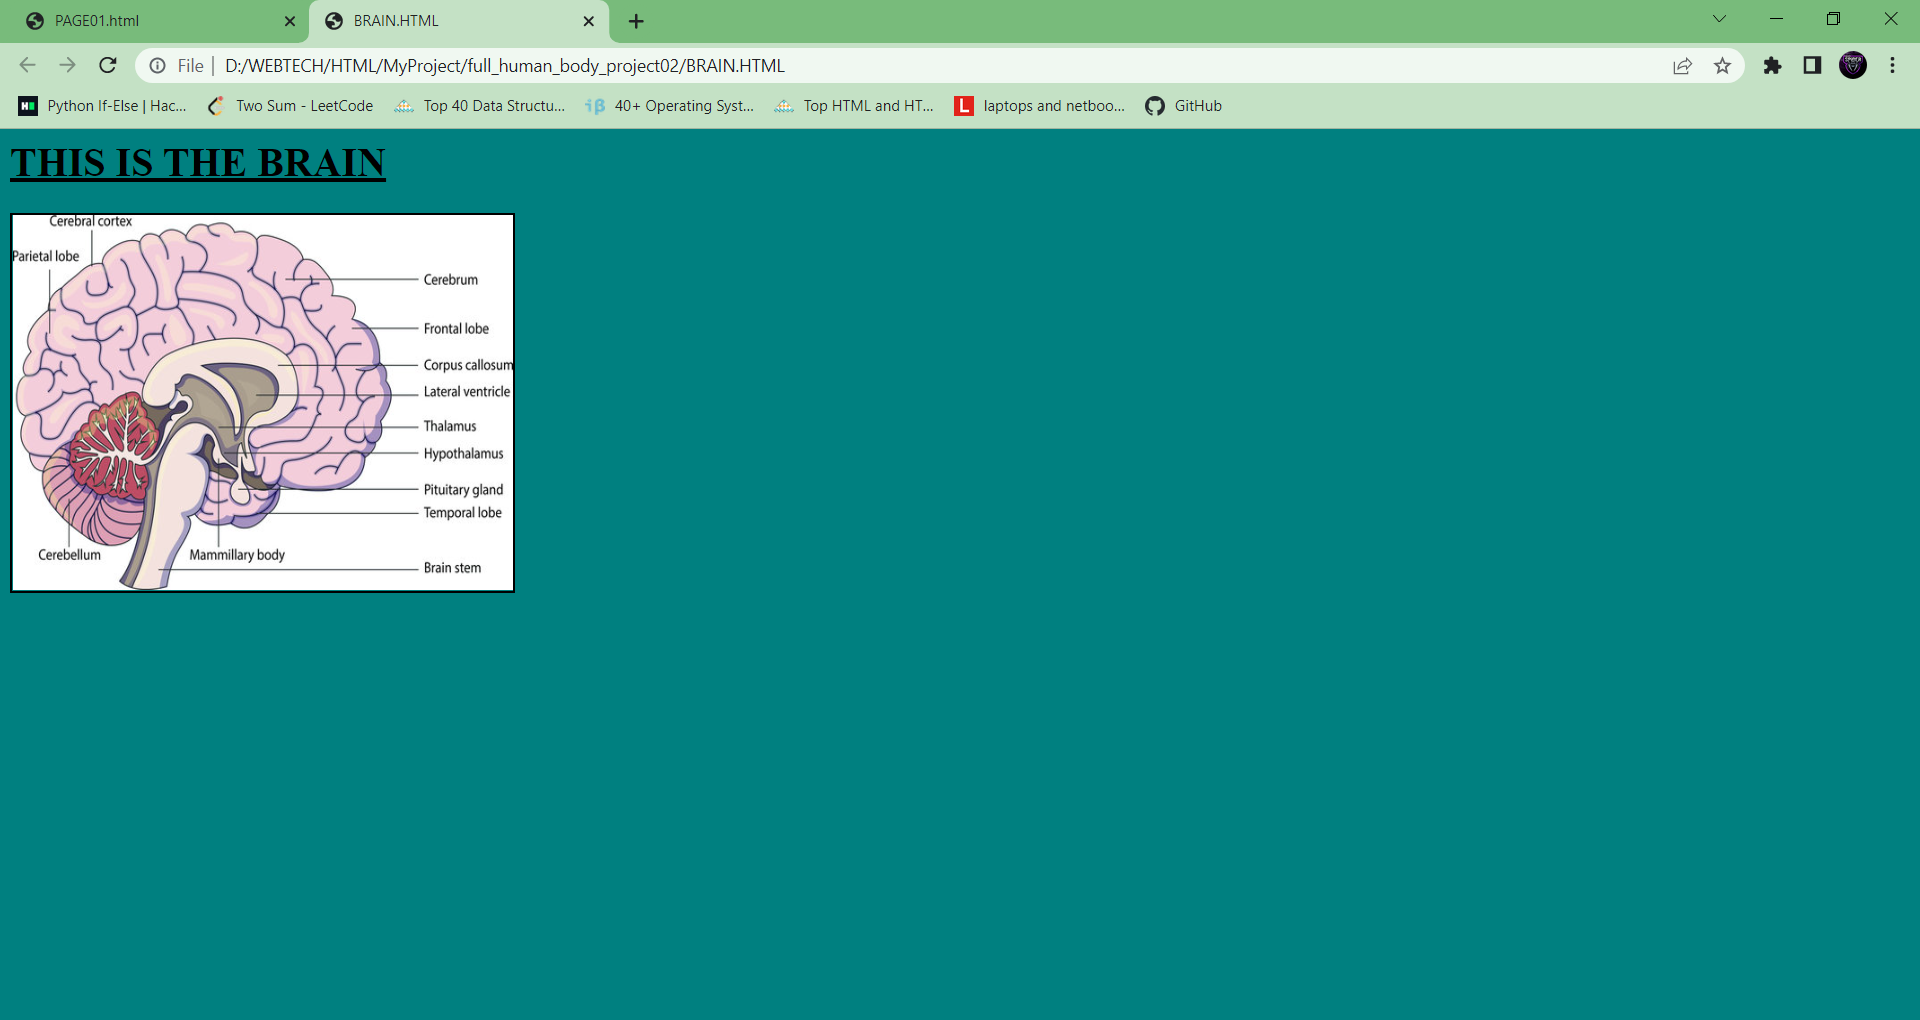 PAGE01.html
BRAIN.HTML
File | D:/WEBTECH/HTML/MyProject/full_human_body_project02/BRAIN.HTML
Python If-Else | Hac... Two Sum - LeetCode Top 40 Data Structu... iβ 40+ Operating Syst... Top HTML and HT... L laptops and netboo... GitHub
THIS IS THE BRAIN
Cerebral cortex
Parietal lobe
Cerebrum
Frontal lobe
Corpus callosum
Lateral ventricle
Thalamus
Hypothalamus
Pituitary gland
Temporal lobe
Cerebellum
Mammillary body
Brain stem